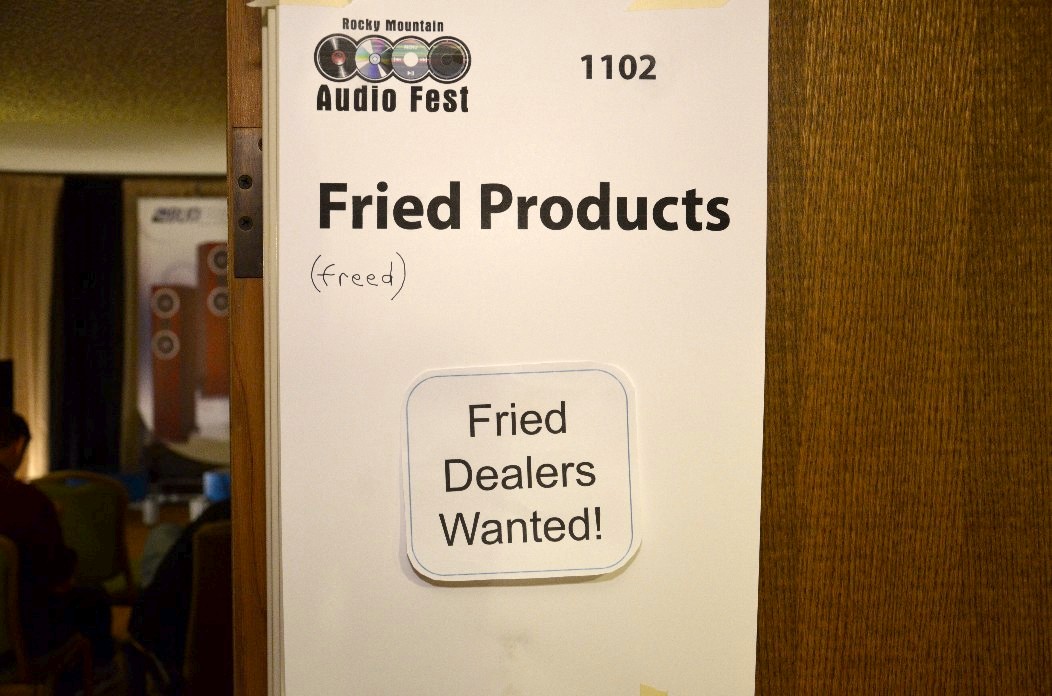 Rocky Mountain
Audio Fest
1102
Fried Products
(freed)
Fried
Dealers
Wanted!